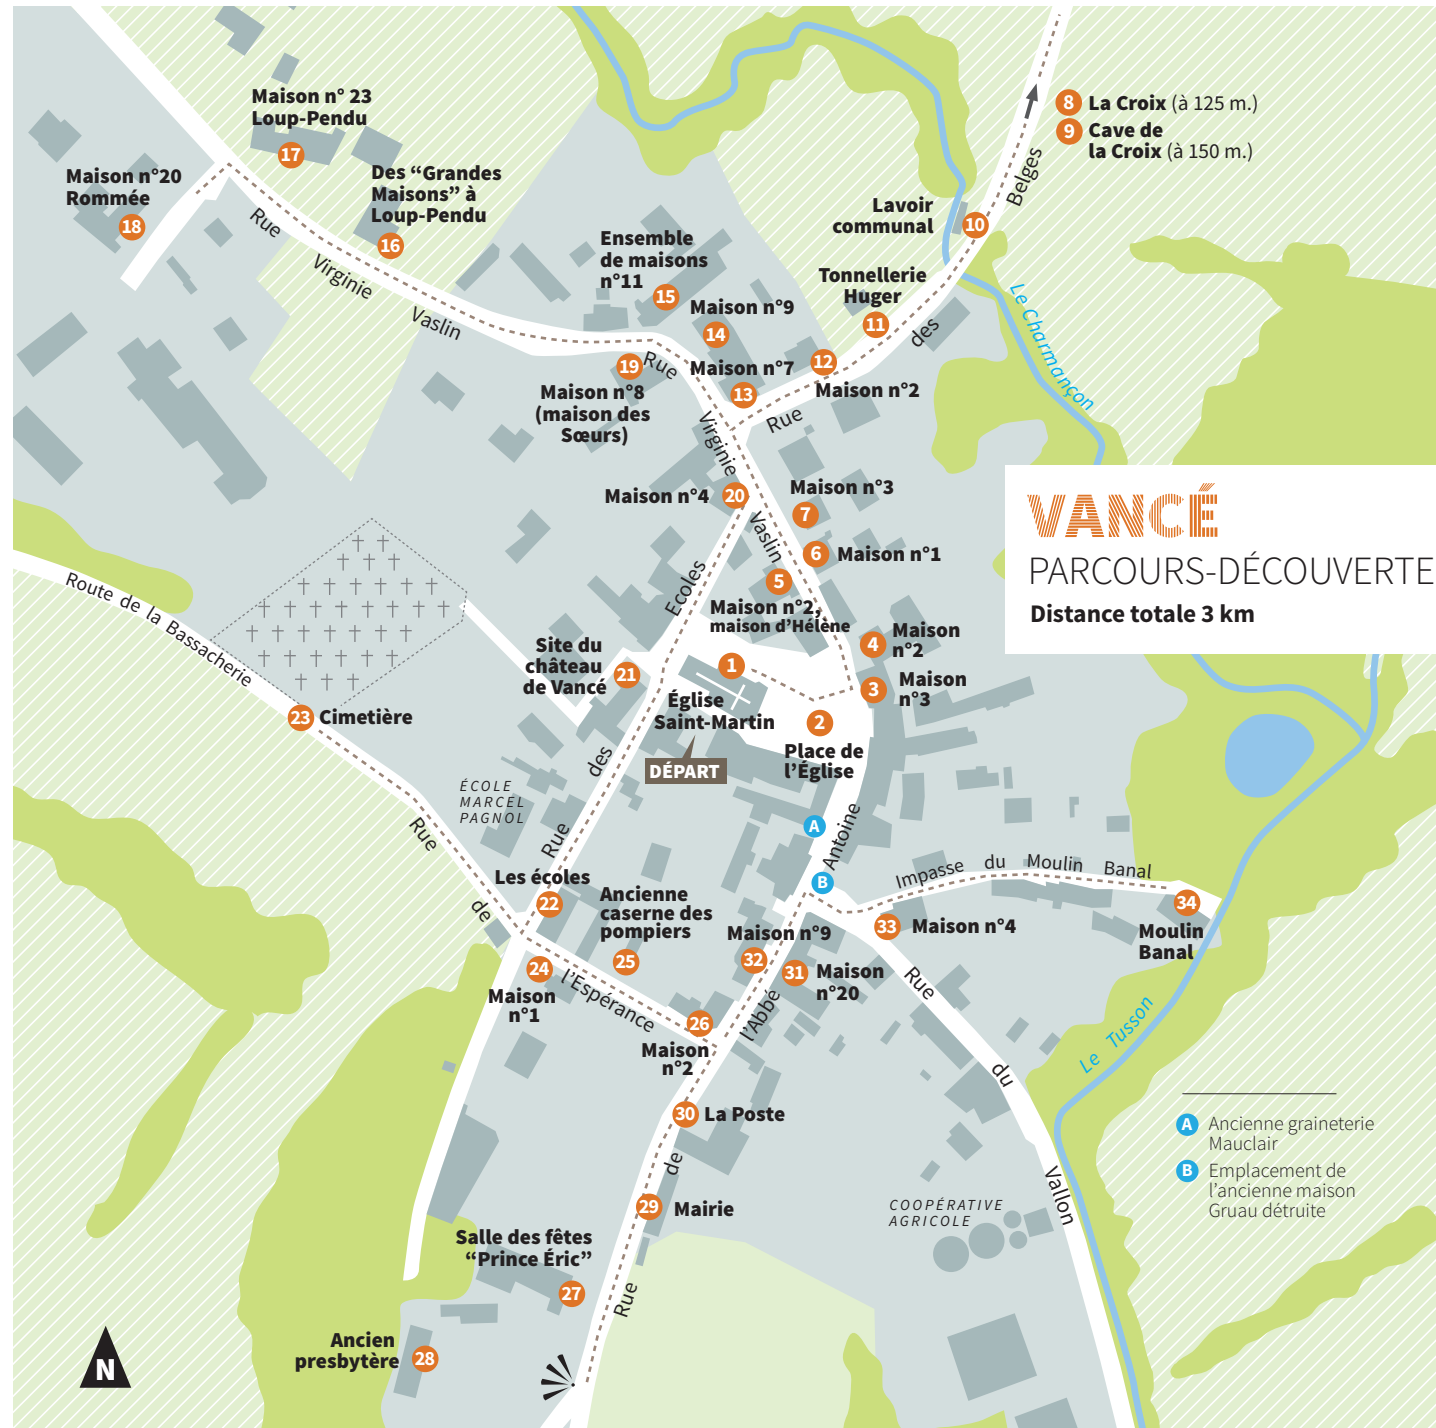 VANCÉ
PARCOURS-DÉCOUVERTE
Distance totale 3 km
8 La Croix (à 125 m.)
9 Cave de
la Croix (à 150 m.)
Maison n° 23
Loup-Pendu
17
Maison n°20
Rommée
18
Des “Grandes
Maisons” à
Loup-Pendu
16
Rue
Virginie
Vaslin
Ensemble
de maisons
n°11
15
Lavoir
communal
10
Belges
Tonnellerie
Huger
11
des
Le Charmançon
Maison n°9
14
Maison n°7
13
12
Maison n°2
Rue
19
Rue
Maison n°8
(maison des
Sœurs)
Virginie
Maison n°4
20
Maison n°3
7
Vaslin
6 Maison n°1
5
Maison n°2,
maison d’Hélène
Ecoles
4 Maison
n°2
3 Maison
n°3
Site du
château
de Vancé
21
1
Église
Saint-Martin
2
Place de
l’Église
DÉPART
Route de la Bassacherie
23 Cimetière
des
ÉCOLE
MARCEL
PAGNOL
Rue
Rue
de
Les écoles
22
A
Antoine
B
Impasse du Moulin Banal
34
Moulin
Banal
Ancienne
caserne des
pompiers
25
Maison n°9
32
33 Maison n°4
31 Maison
n°20
24
Maison
n°1
l’Espérance
26
Maison
n°2
l’Abbé
Rue
du
Vallon
Le Tusson
30 La Poste
de
29 Mairie
Salle des fêtes
“Prince Éric”
27
Rue
Ancien
presbytère 28
COOPÉRATIVE
AGRICOLE
A Ancienne graineterie
Mauclair
B Emplacement de
l’ancienne maison
Gruau détruite
N